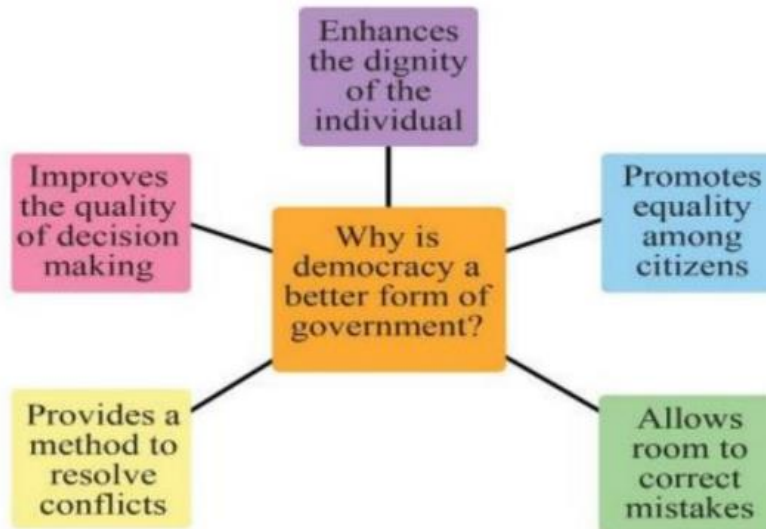 Enhances
the dignity
of the
individual
Improves
the quality
of decision
making
Why is
democracy a
better form of
government?
Promotes
equality
among
citizens
Provides a
method to
resolve
conflicts
Allows
room to
correct
mistakes